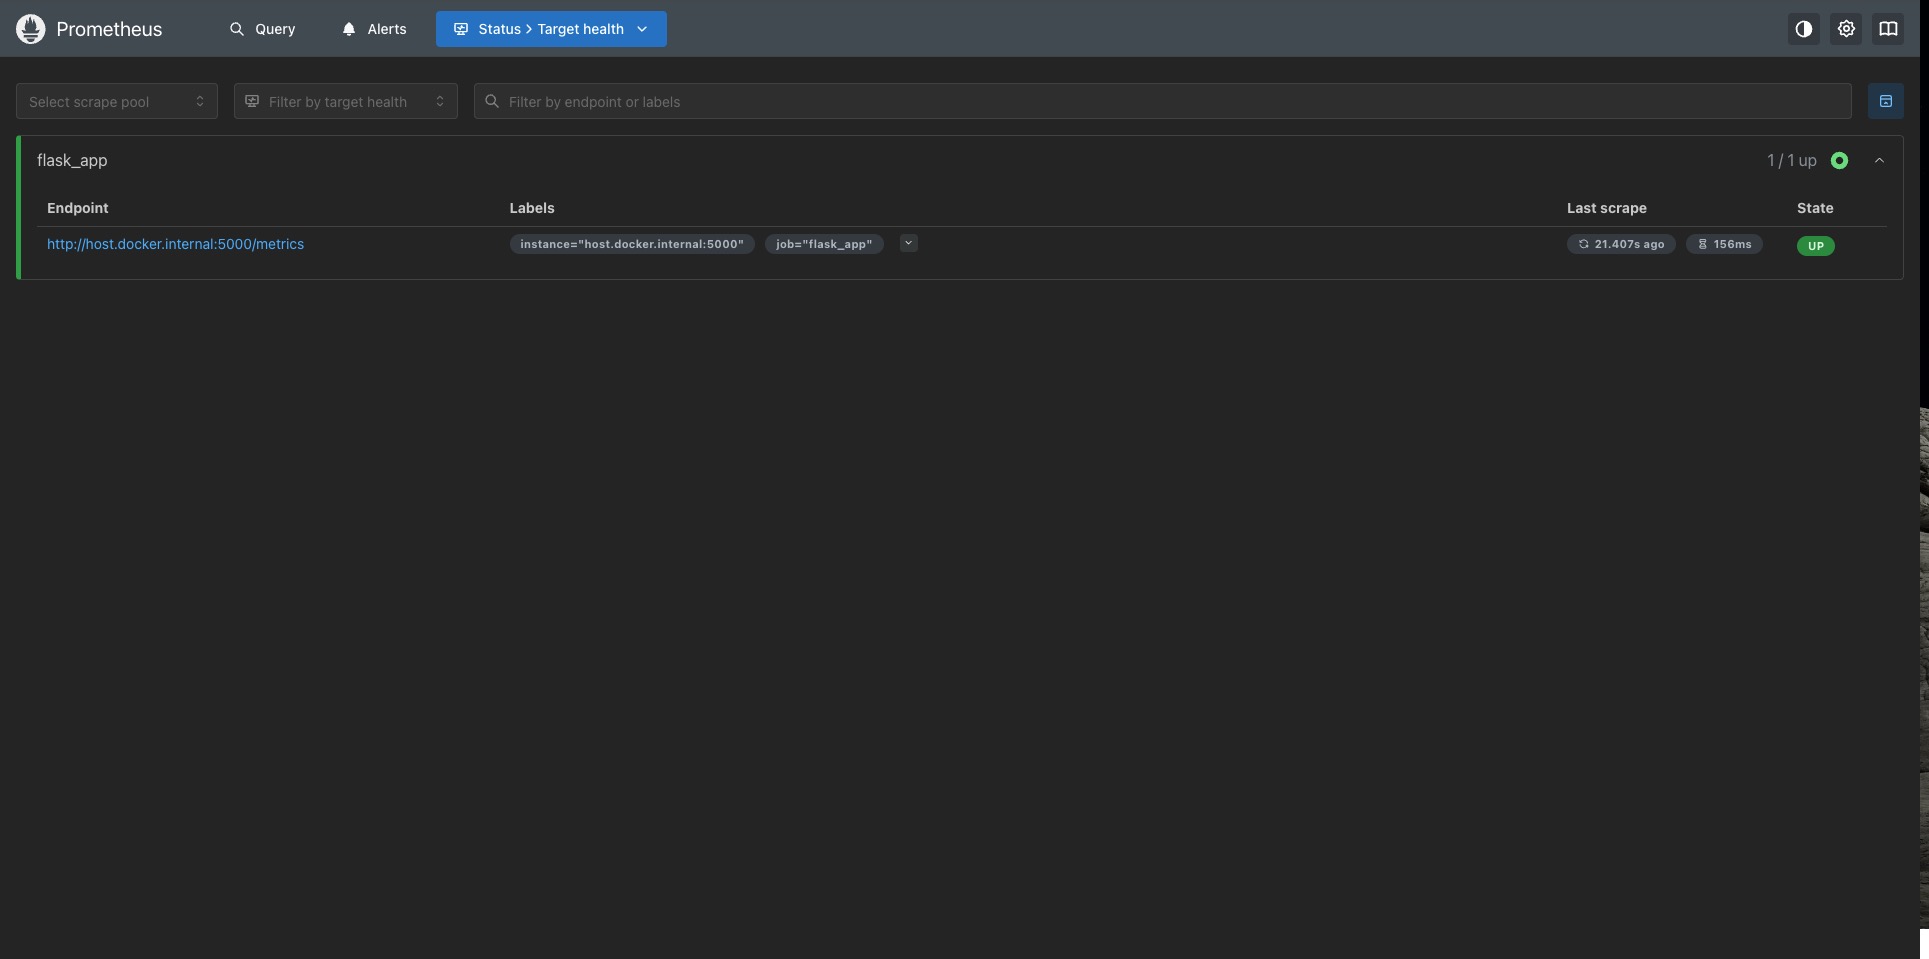 Prometheus Query Alerts Status > Target health
Select scrape pool Filter by target health Filter by endpoint or labels
flask_app 1 / 1 up
Endpoint Labels Last scrape State
http://host.docker.internal:5000/metrics instance="host.docker.internal:5000" job="flask_app" 21.407s ago 156ms UP